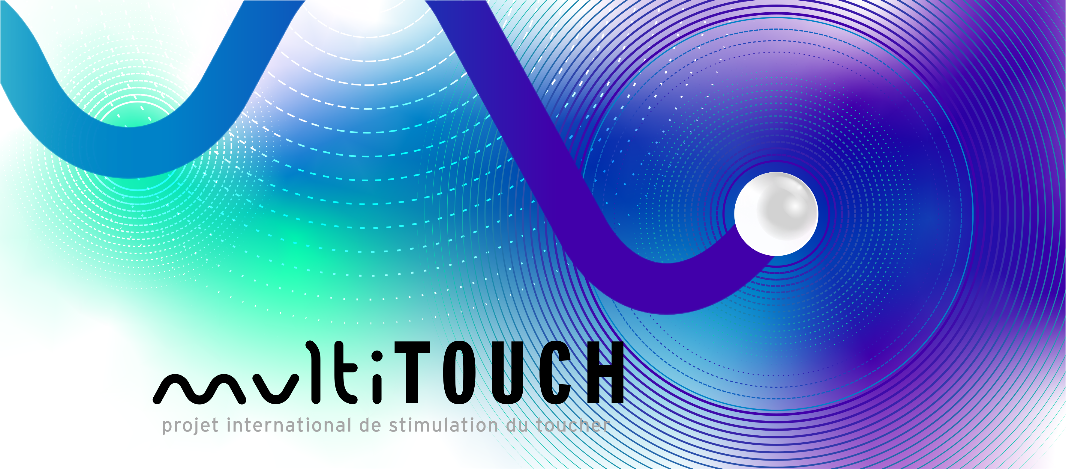 multiTOUCH
projet international de stimulation du toucher